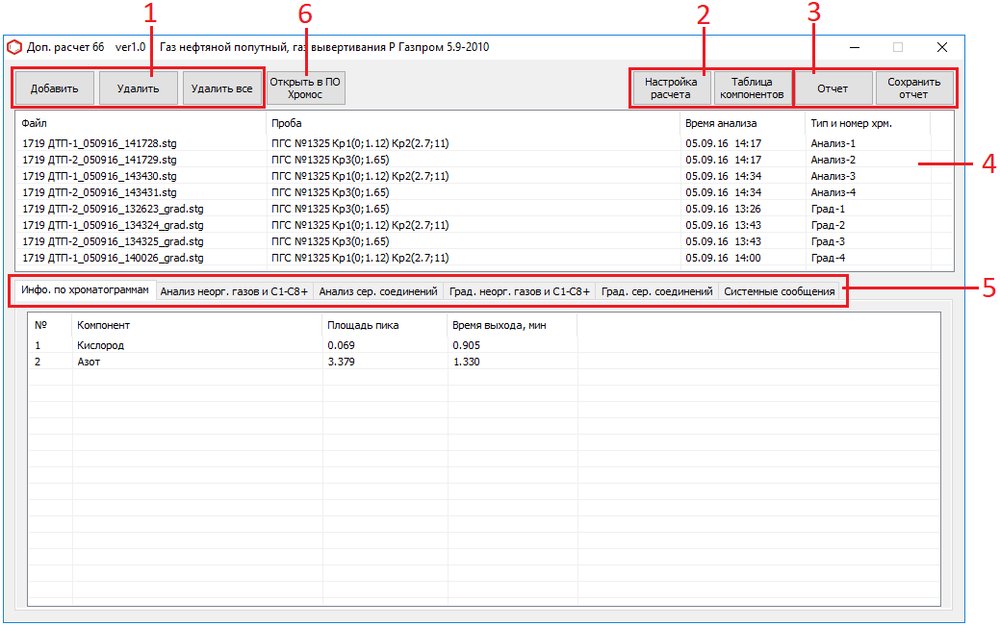 1
6
2
3
Доп. расчет 66 ver1.0 Газ нефтяной попутный, газ вывертивания Р Газпром 5.9-2010
Добавить
Удалить
Удалить все
Открыть в ПО
Хромос
Настройка
расчета
Таблица
компонентов
Отчет
Сохранить
отчет
Файл Проба Время анализа Тип и номер хрм.
1719 ДТП-1_050916_141728.stg ПГС №1325 Кр1(0;1.12) Кр2(2.7;11) 05.09.16 14:17 Анализ-1
1719 ДТП-2_050916_141729.stg ПГС №1325 Кр3(0;1.65) 05.09.16 14:17 Анализ-2
1719 ДТП-1_050916_143430.stg ПГС №1325 Кр1(0;1.12) Кр2(2.7;11) 05.09.16 14:34 Анализ-3
1719 ДТП-2_050916_143431.stg ПГС №1325 Кр3(0;1.65) 05.09.16 14:34 Анализ-4
1719 ДТП-2_050916_132623_grad.stg ПГС №1325 Кр3(0;1.65) 05.09.16 13:26 Град-1
1719 ДТП-1_050916_134324_grad.stg ПГС №1325 Кр1(0;1.12) Кр2(2.7;11) 05.09.16 13:43 Град-2
1719 ДТП-2_050916_134325_grad.stg ПГС №1325 Кр3(0;1.65) 05.09.16 13:43 Град-3
1719 ДТП-1_050916_140026_grad.stg ПГС №1325 Кр1(0;1.12) Кр2(2.7;11) 05.09.16 14:00 Град-4
4
Инфо. по хроматограммам Анализ неорг. газов и С1-С8+ Анализ сер. соединений Град. неорг. газов и С1-С8+ Град. сер. соединений Системные сообщения
5
№ Компонент Площадь пика Время выхода, мин
1 Кислород 0.069 0.905
2 Азот 3.379 1.330